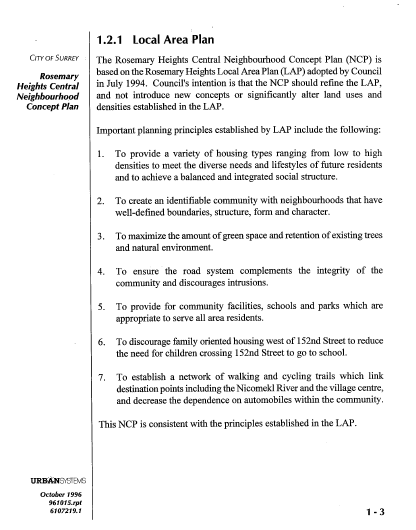 1.2.1 Local Area Plan
CITY OF SURREY
Rosemary
Heights Central
Neighbourhood
Concept Plan
The Rosemary Heights Central Neighbourhood Concept Plan (NCP) is
based on the Rosemary Heights Local Area Plan (LAP) adopted by Council
in July 1994. Council's intention is that the NCP should refine the LAP,
and not introduce new concepts or significantly alter land uses and
densities established in the LAP.
Important planning principles established by LAP include the following:
1. To provide a variety of housing types ranging from low to high
densities to meet the diverse needs and lifestyles of future residents
and to achieve a balanced and integrated social structure.
2. To create an identifiable community with neighbourhoods that have
well-defined boundaries, structure, form and character.
3. To maximize the amount of green space and retention of existing trees
and natural environment.
4. To ensure the road system complements the integrity of the
community and discourages intrusions.
5. To provide for community facilities, schools and parks which are
appropriate to serve all area residents.
6. To discourage family oriented housing west of 152nd Street to reduce
the need for children crossing 152nd Street to go to school.
7. To establish a network of walking and cycling trails which link
destination points including the Nicomekl River and the village centre,
and decrease the dependence on automobiles within the community.
This NCP is consistent with the principles established in the LAP.
URBANSYSTEMS
October 1996
961015.rpt
6107219.1
1 - 3